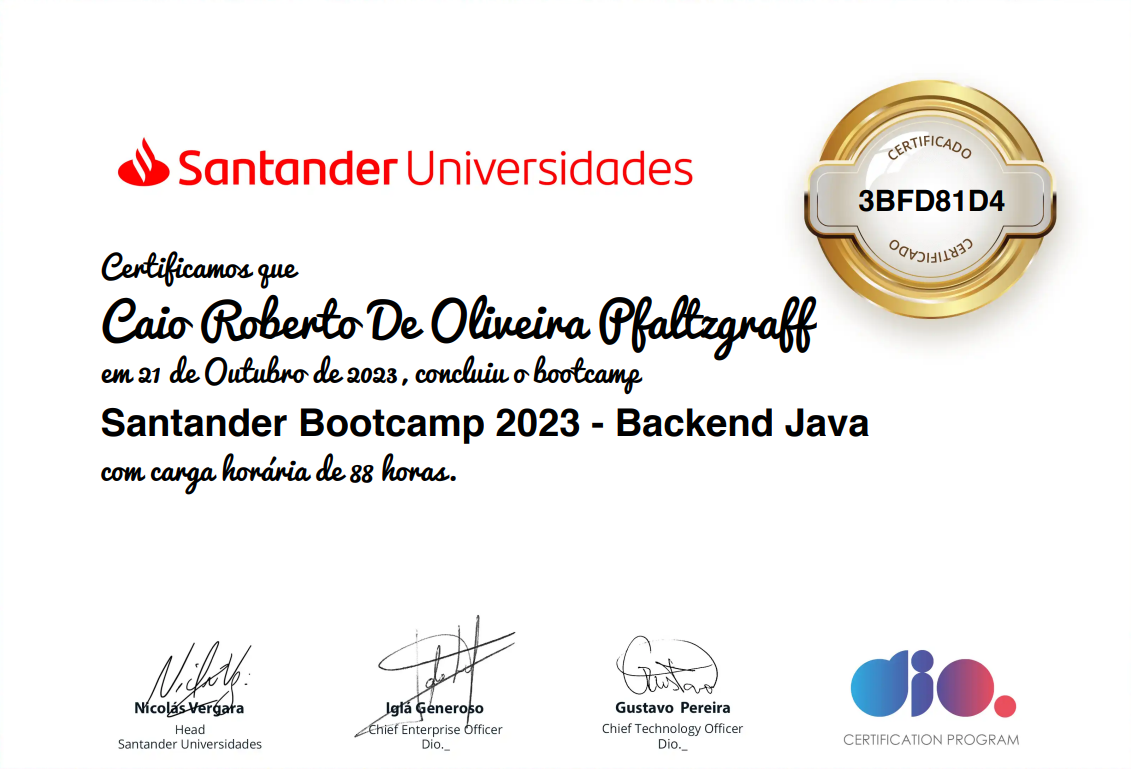 Santander Universidades
CERTIFICADO
3BFD81D4
CERTIFICADO
Certificamos que
Caio Roberto De Oliveira Pfaltzgraff
em 21 de Outubro de 2023, concluiu o bootcamp
Santander Bootcamp 2023 - Backend Java
com carga horária de 88 horas.
Nicolás Vergara
Head
Santander Universidades
Iglá Generoso
Chief Enterprise Officer
Dio._
Gustavo
Gustavo Pereira
Chief Technology Officer
Dio._
dio.
CERTIFICATION PROGRAM